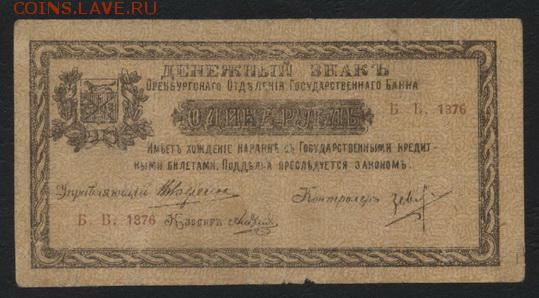 coins.LAVE.РУ
ДЕНЕЖНЫЙ ЗНАКЪ
Оренбургскаго Отдѣленія Государственнаго Банка
Б. В. 1376
ОДИНЪ РУБЛЬ
Имѣетъ хожденіе наравнѣ съ Государственными кредит-
ными билетами. Поддѣлка преслѣдуется закономъ.
Управляющій
Контролеръ
Б. В. 1376 Кассиръ